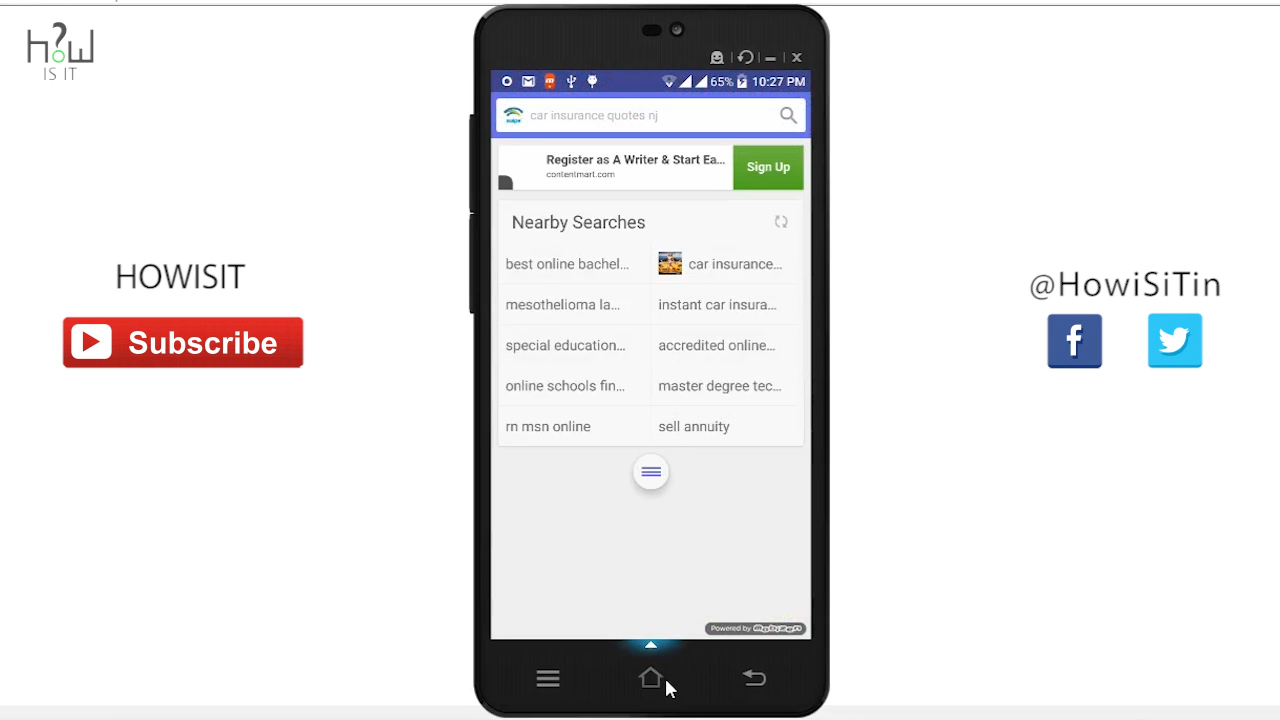 h?w
IS IT
65% 10:27 PM
car insurance quotes nj
Register as A Writer & Start Ea...
contentmart.com
Sign Up
Nearby Searches
best online bachel...
car insurance...
mesothelioma la...
instant car insura...
special education...
accredited online...
online schools fin...
master degree tec...
rn msn online
sell annuity
Powered by Mobizen
HOWISIT
Subscribe
@HowiSiTin
f